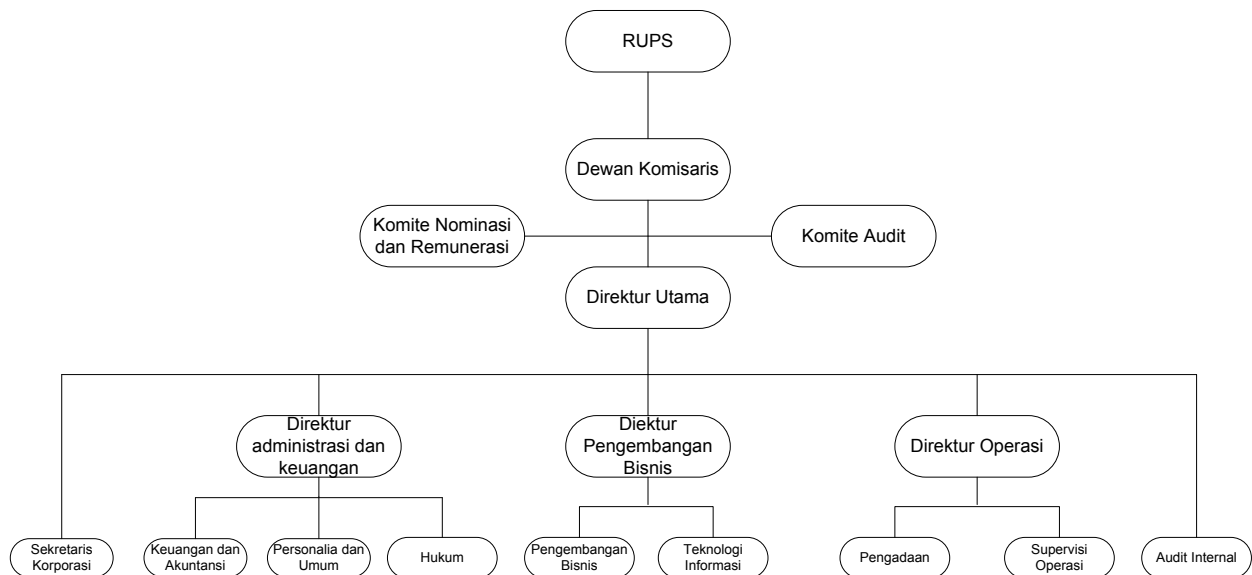 RUPS
Dewan Komisaris
Komite Nominasi
dan Remunerasi
Komite Audit
Direktur Utama
Direktur
administrasi dan
keuangan
Diektur
Pengembangan
Bisnis
Direktur Operasi
Sekretaris
Korporasi
Keuangan dan
Akuntansi
Personalia dan
Umum
Hukum
Pengembangan
Bisnis
Teknologi
Informasi
Pengadaan
Supervisi
Operasi
Audit Internal